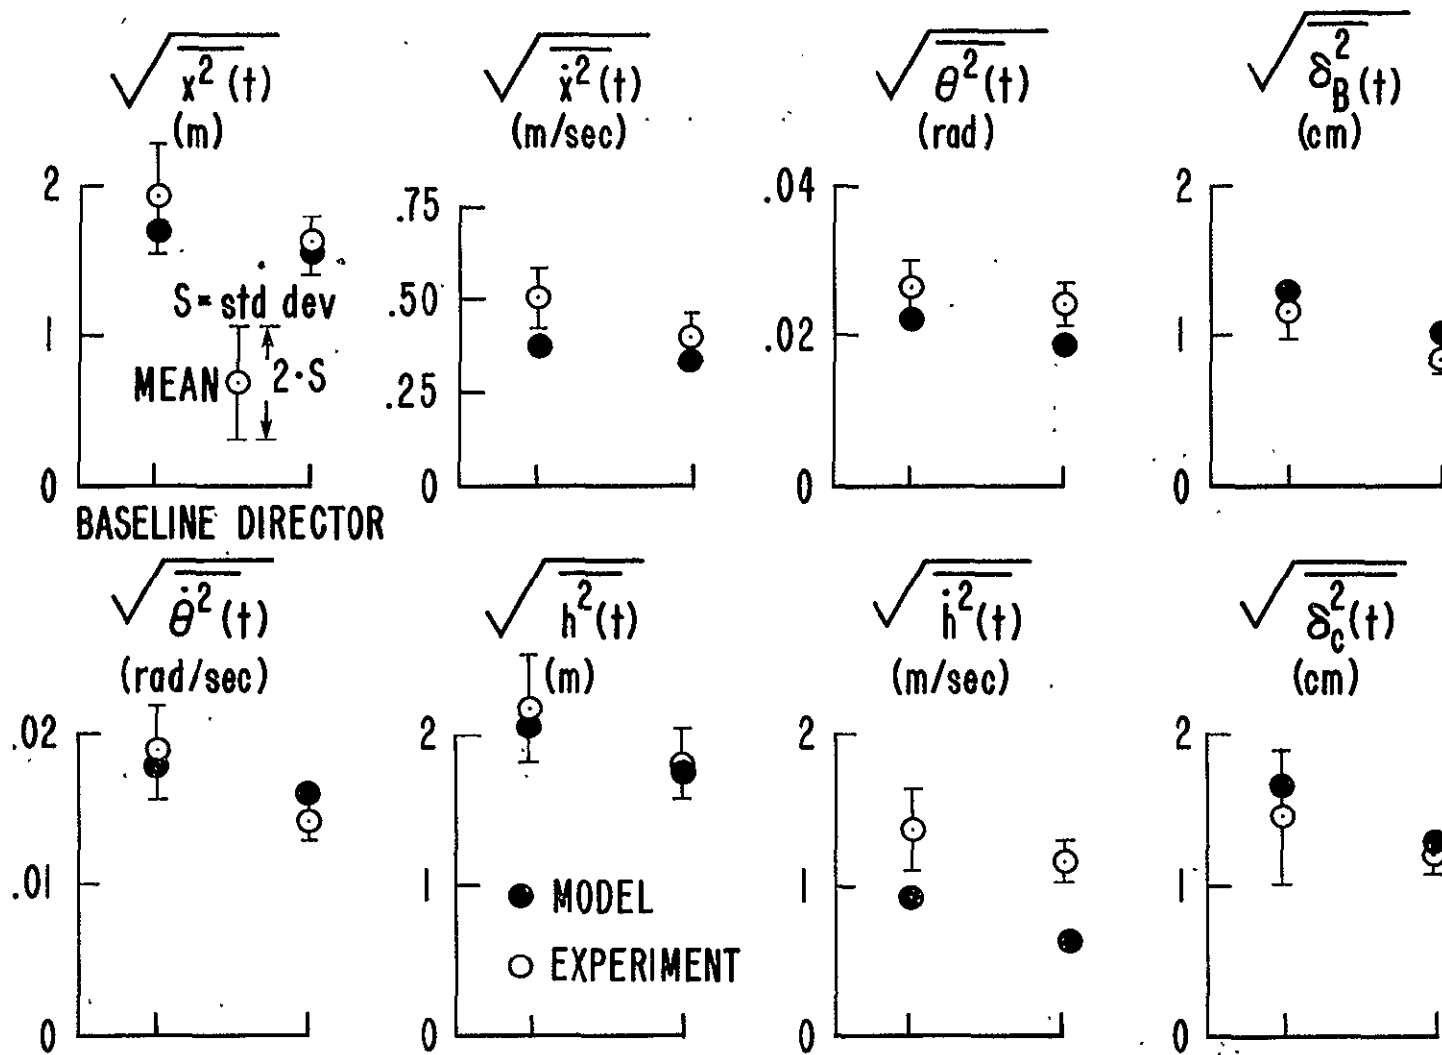 √x²(t)
(m)
√ẋ²(t)
(m/sec)
√θ²(t)
(rad)
√δ²_B(t)
(cm)
2
1
0
S = std dev
MEAN
2·S
.75
.50
.25
0
.04
.02
0
2
1
0
BASELINE DIRECTOR
√θ̇²(t)
(rad/sec)
√h²(t)
(m)
√ḣ²(t)
(m/sec)
√δ²_c(t)
(cm)
.02
.01
0
2
1
0
MODEL
EXPERIMENT
2
1
0
2
1
0